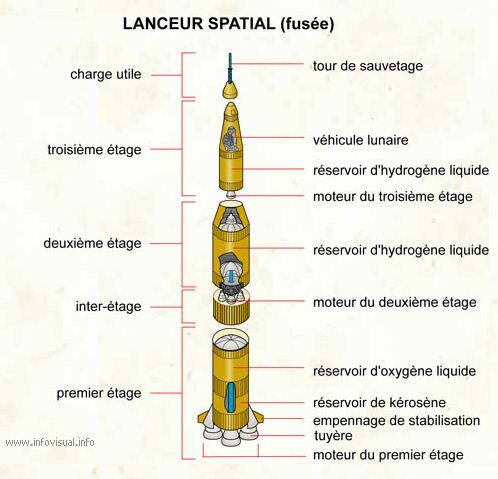 LANCEUR SPATIAL (fusée)
charge utile
tour de sauvetage
troisième étage
véhicule lunaire
réservoir d'hydrogène liquide
moteur du troisième étage
deuxième étage
réservoir d'hydrogène liquide
inter-étage
moteur du deuxième étage
premier étage
réservoir d'oxygène liquide
réservoir de kérosène
empennage de stabilisation
tuyère
moteur du premier étage
www.infovisual.info